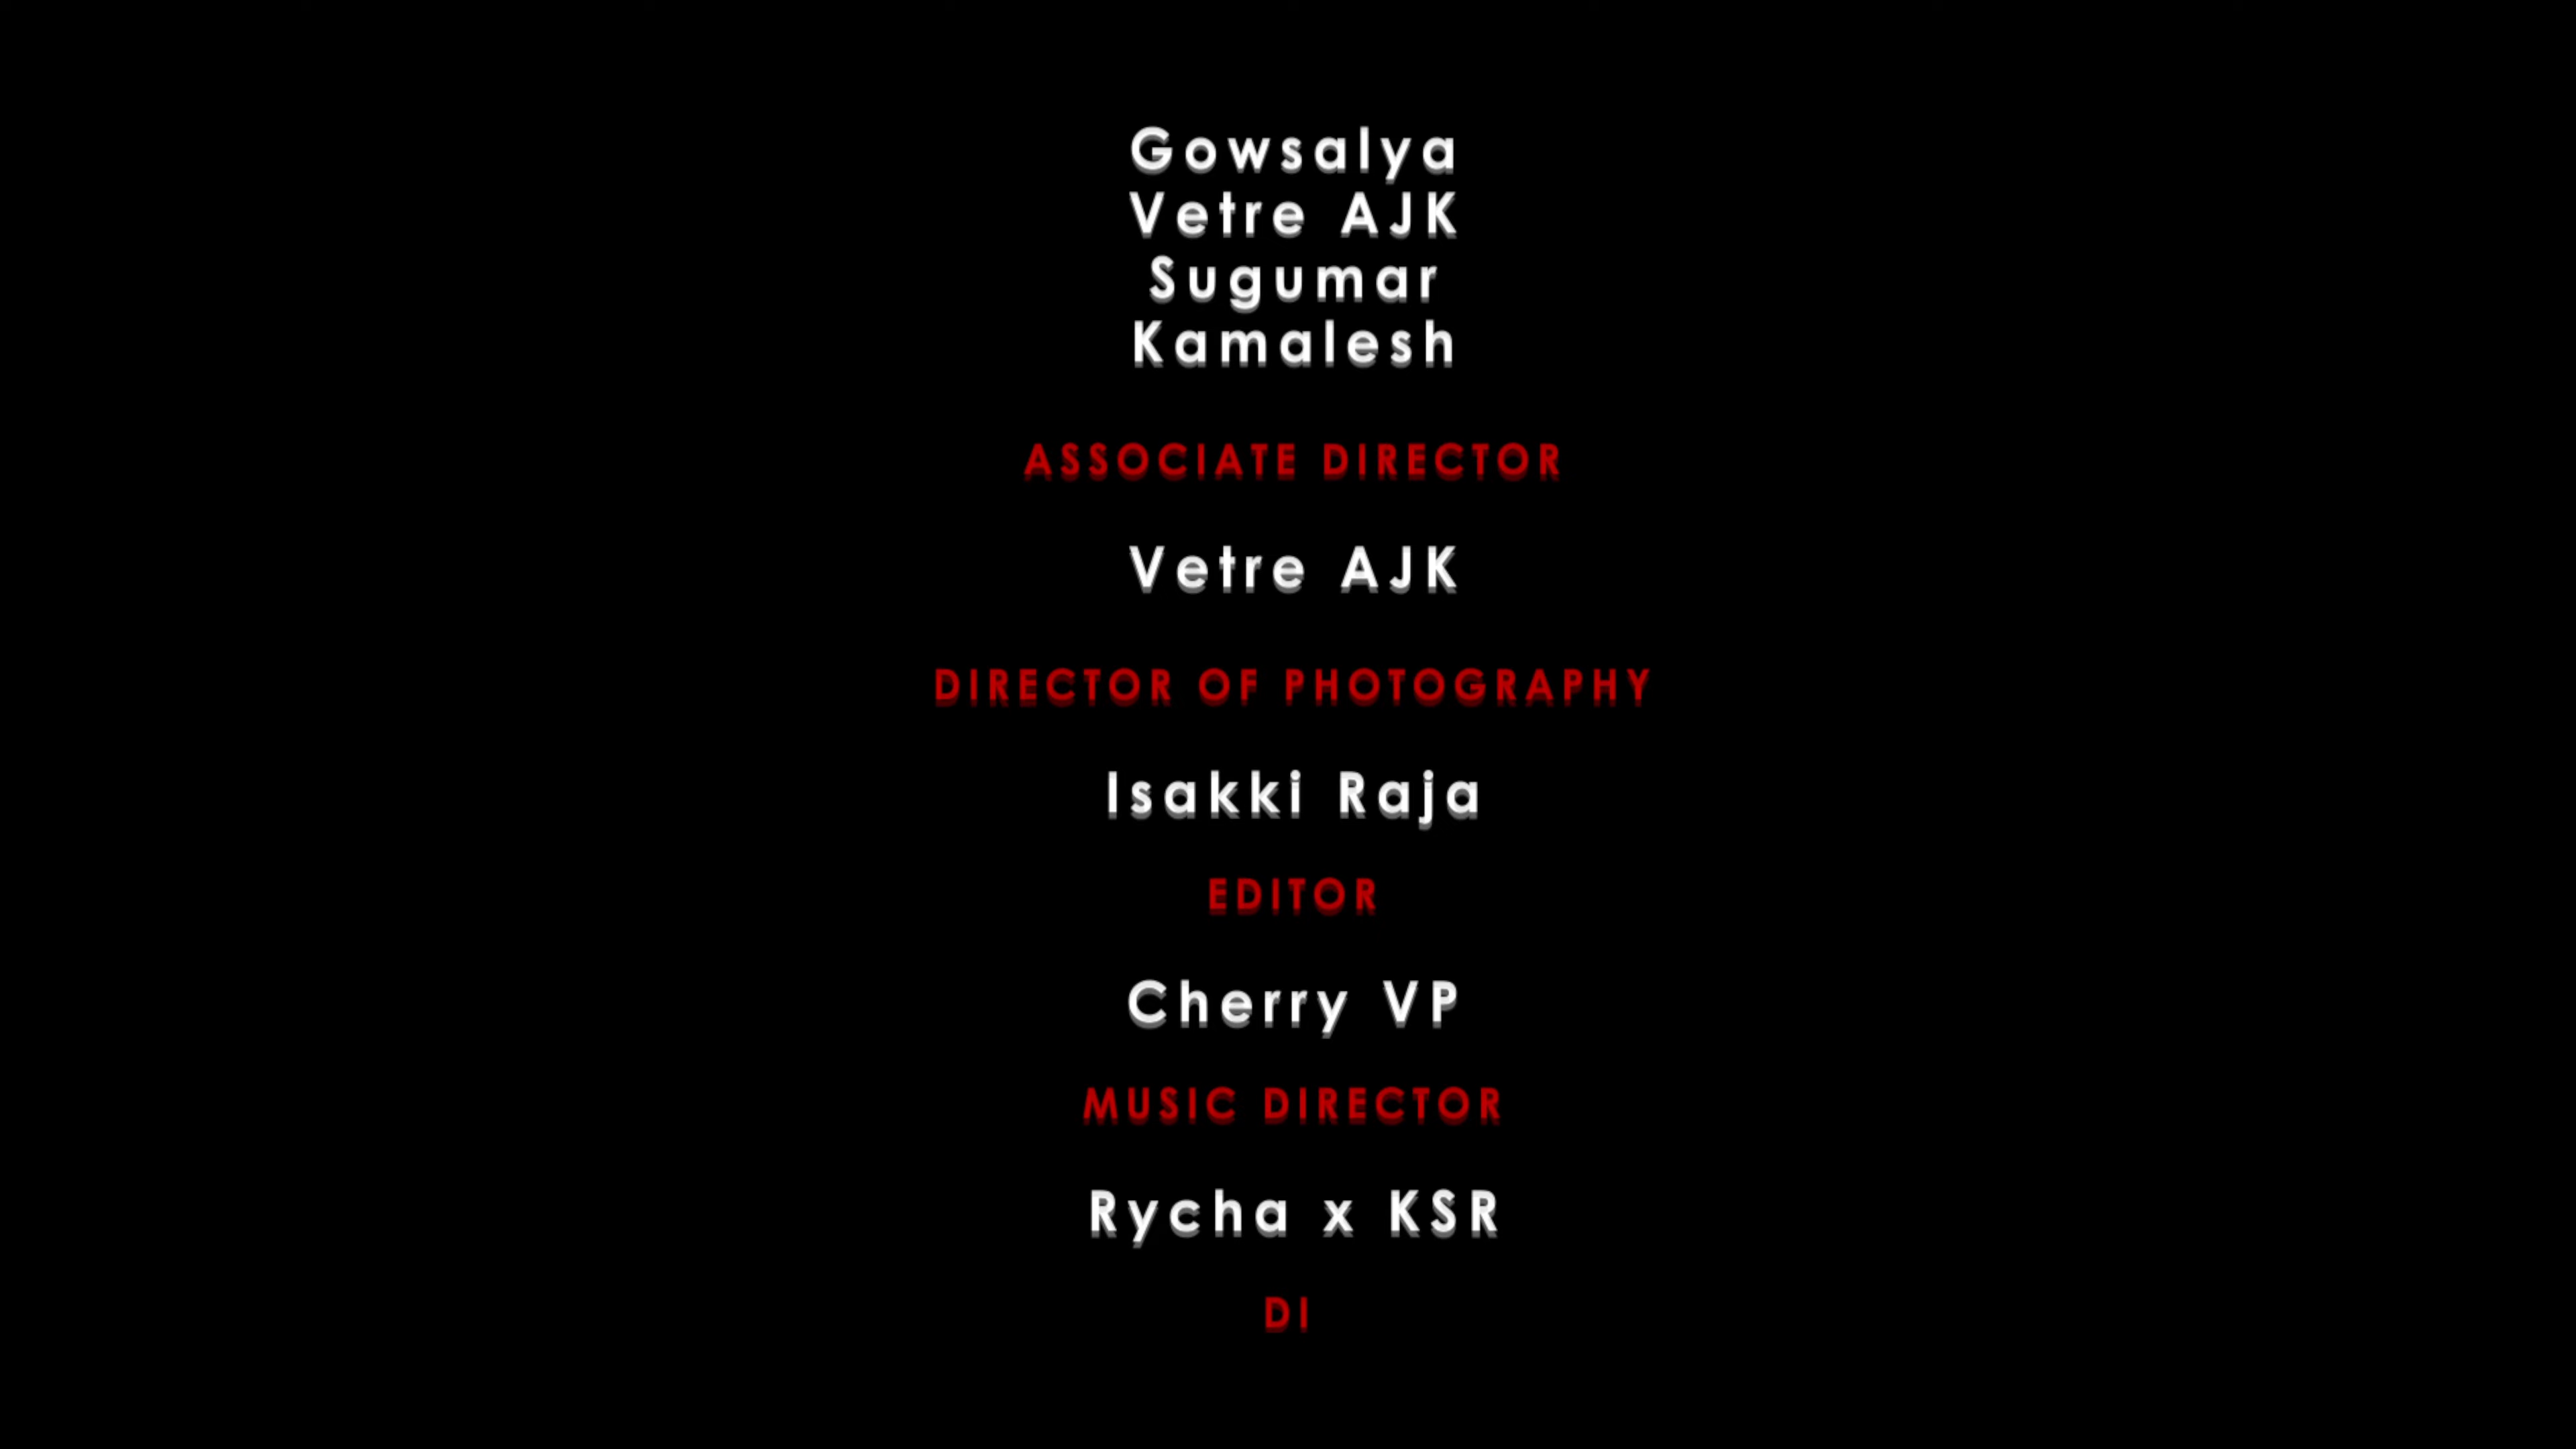 Gowsalya
Vetre AJK
Sugumar
Kamalesh
ASSOCIATE DIRECTOR
Vetre AJK
DIRECTOR OF PHOTOGRAPHY
Isakki Raja
EDITOR
Cherry VP
MUSIC DIRECTOR
Rycha x KSR
DI